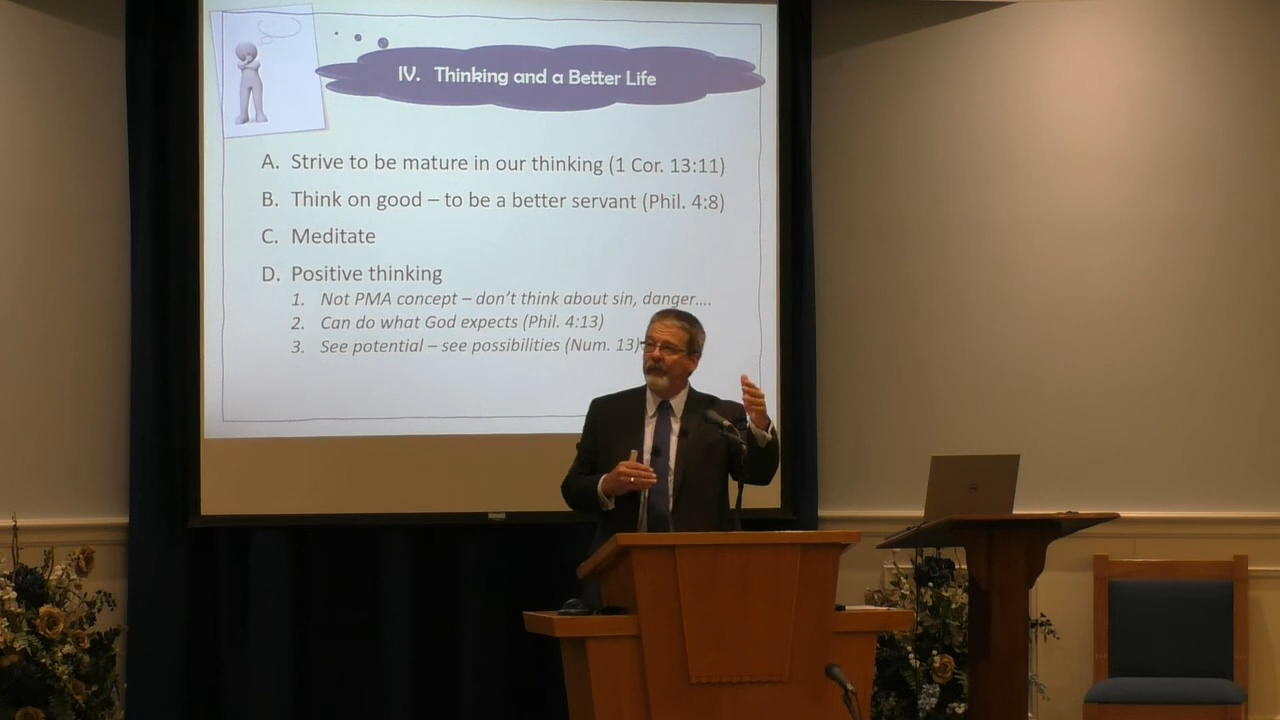 IV. Thinking and a Better Life
A. Strive to be mature in our thinking (1 Cor. 13:11)
B. Think on good – to be a better servant (Phil. 4:8)
C. Meditate
D. Positive thinking
1. Not PMA concept – don't think about sin, danger....
2. Can do what God expects (Phil. 4:13)
3. See potential – see possibilities (Num. 13)